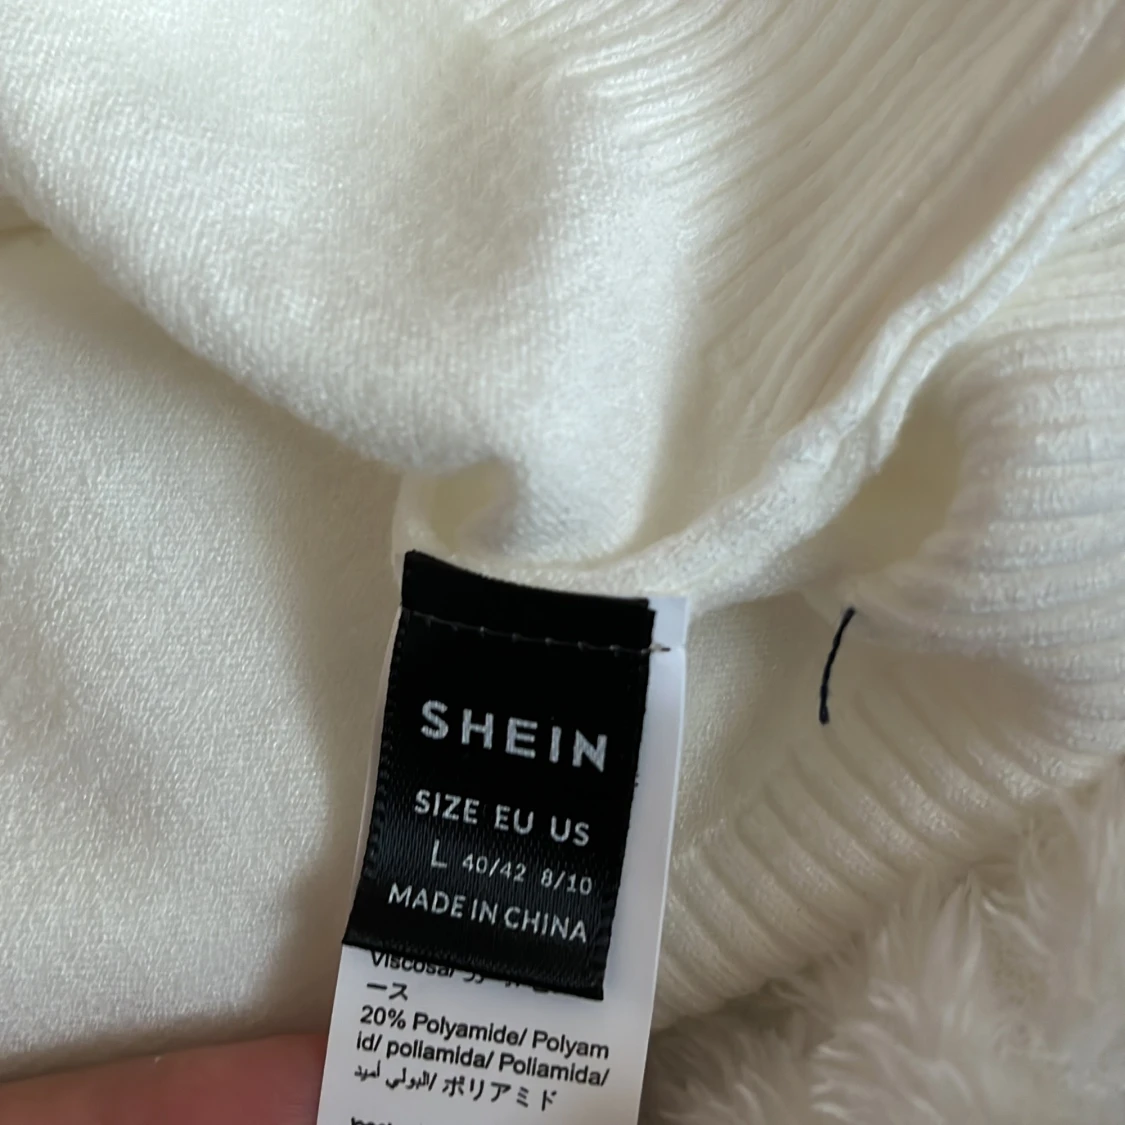 SHEIN
SIZE EU US
L 40/42 8/10
MADE IN CHINA
Viscosa/
ース
20% Polyamide/ Polyam
id/ poliamida/ Poliamida/
البولي أميد/ ポリアミド